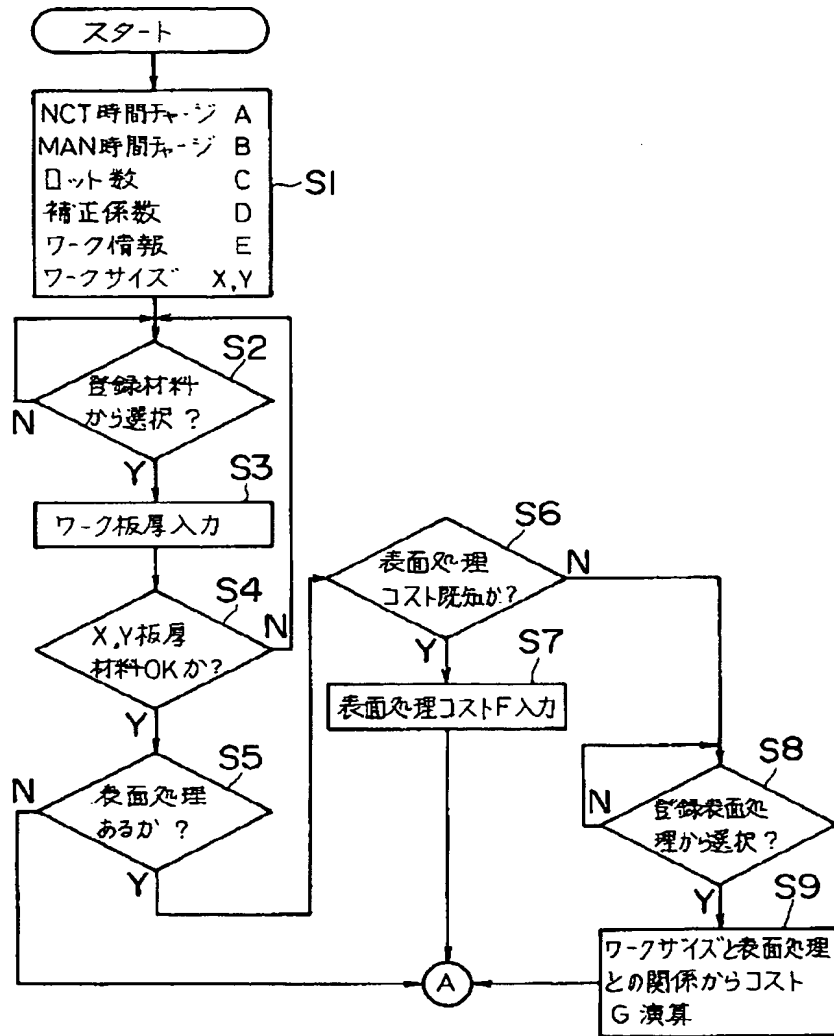 スタート
NCT時間チャージ A
MAN時間チャージ B
ロット数 C
補正係数 D
ワーク情報 E
ワークサイズ X,Y
S1
S2
登録材料
から選択?
N
Y
S3
ワーク板厚入力
S4
X,Y板厚
材料OKか?
N
Y
S5
表面処理
あるか?
N
Y
S6
表面処理
コスト既知か?
N
Y
S7
表面処理コストF入力
S8
登録表面処
理から選択?
N
Y
S9
ワークサイズと表面処理
との関係からコスト
G演算
A